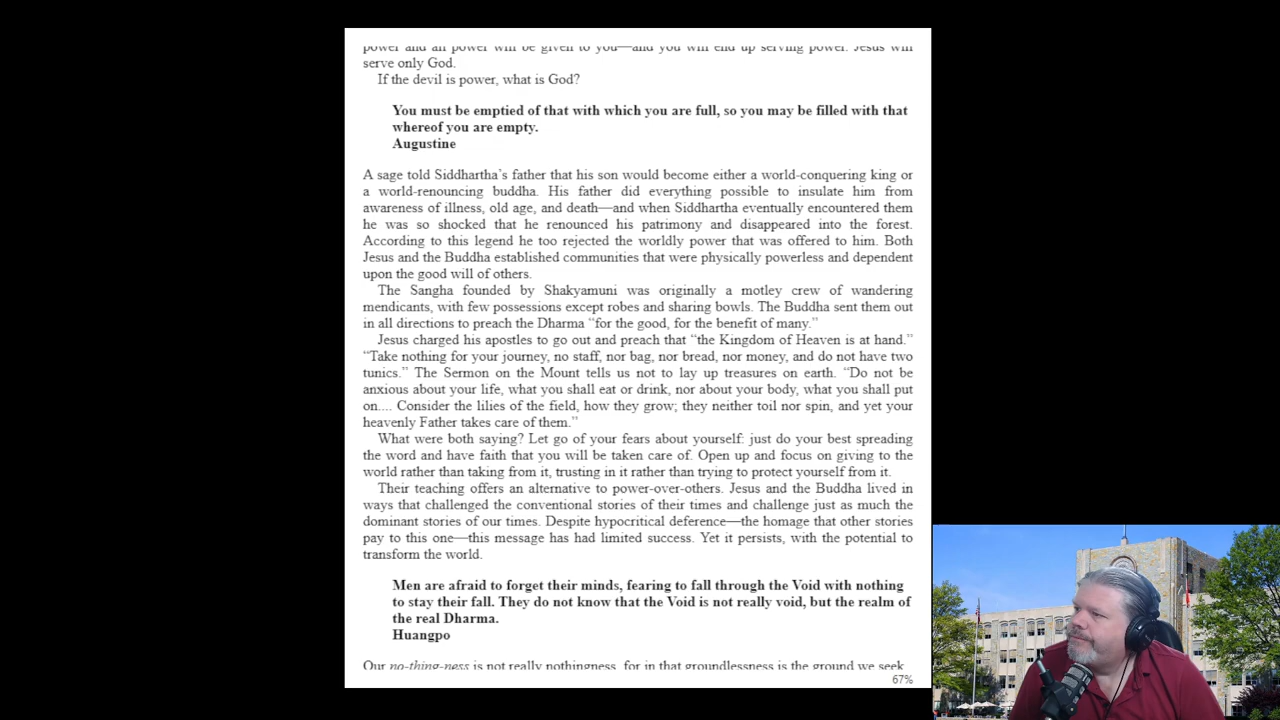 power and all power will be given to you—and you will end up serving power. Jesus will
serve only God.
If the devil is power, what is God?
You must be emptied of that with which you are full, so you may be filled with that
whereof you are empty.
Augustine
A sage told Siddhartha's father that his son would become either a world-conquering king or
a world-renouncing buddha. His father did everything possible to insulate him from
awareness of illness, old age, and death—and when Siddhartha eventually encountered them
he was so shocked that he renounced his patrimony and disappeared into the forest.
According to this legend he too rejected the worldly power that was offered to him. Both
Jesus and the Buddha established communities that were physically powerless and dependent
upon the good will of others.
The Sangha founded by Shakyamuni was originally a motley crew of wandering
mendicants, with few possessions except robes and sharing bowls. The Buddha sent them out
in all directions to preach the Dharma “for the good, for the benefit of many.”
Jesus charged his apostles to go out and preach that “the Kingdom of Heaven is at hand.”
“Take nothing for your journey, no staff, nor bag, nor bread, nor money, and do not have two
tunics.” The Sermon on the Mount tells us not to lay up treasures on earth. “Do not be
anxious about your life, what you shall eat or drink, nor about your body, what you shall put
on.... Consider the lilies of the field, how they grow; they neither toil nor spin, and yet your
heavenly Father takes care of them.”
What were both saying? Let go of your fears about yourself: just do your best spreading
the word and have faith that you will be taken care of. Open up and focus on giving to the
world rather than taking from it, trusting in it rather than trying to protect yourself from it.
Their teaching offers an alternative to power-over-others. Jesus and the Buddha lived in
ways that challenged the conventional stories of their times and challenge just as much the
dominant stories of our times. Despite hypocritical deference—the homage that other stories
pay to this one—this message has had limited success. Yet it persists, with the potential to
transform the world.
Men are afraid to forget their minds, fearing to fall through the Void with nothing
to stay their fall. They do not know that the Void is not really void, but the realm of
the real Dharma.
Huangpo
Our no-thing-ness is not really nothingness, for in that groundlessness is the ground we seek
67%